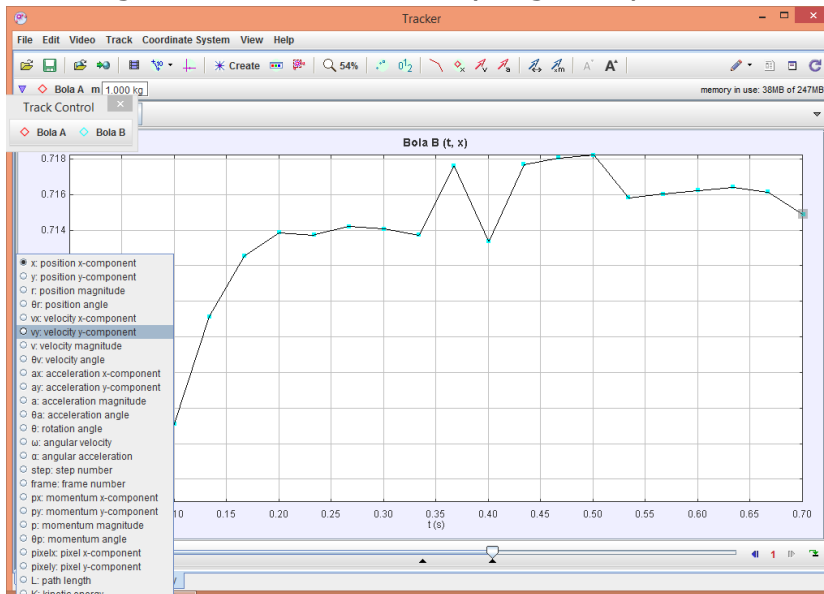 Tracker
File Edit Video Track Coordinate System View Help
Create 54%
Bola A m 1.000 kg
memory in use: 38MB of 247MB
Track Control
Bola A Bola B
Bola B (t, x)
0.718
0.716
0.714
x: position x-component
y: position y-component
r: position magnitude
θr: position angle
vx: velocity x-component
vy: velocity y-component
v: velocity magnitude
θv: velocity angle
ax: acceleration x-component
ay: acceleration y-component
a: acceleration magnitude
θa: acceleration angle
θ: rotation angle
ω: angular velocity
α: angular acceleration
step: step number
frame: frame number
px: momentum x-component
py: momentum y-component
p: momentum magnitude
θp: momentum angle
pixelx: pixel x-component
pixely: pixel y-component
L: path length
K: kinetic energy
10 0.15 0.20 0.25 0.30 0.35 0.40 0.45 0.50 0.55 0.60 0.65 0.70
t (s)
1